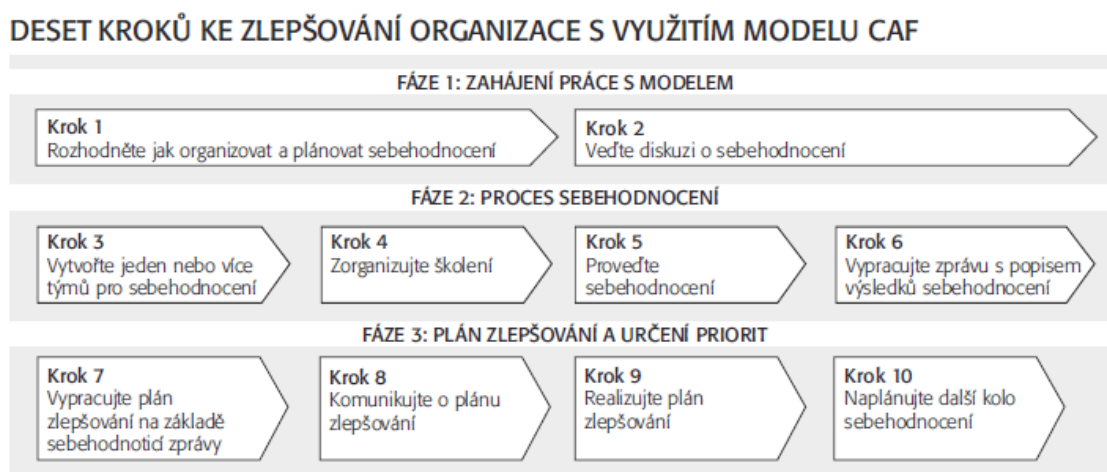 DESET KROKŮ KE ZLEPŠOVÁNÍ ORGANIZACE S VYUŽITÍM MODELU CAF
FÁZE 1: ZAHÁJENÍ PRÁCE S MODELEM
Krok 1
Rozhodněte jak organizovat a plánovat sebehodnocení
Krok 2
Veďte diskuzi o sebehodnocení
FÁZE 2: PROCES SEBEHODNOCENÍ
Krok 3
Vytvořte jeden nebo více
týmů pro sebehodnocení
Krok 4
Zorganizujte školení
Krok 5
Proveďte
sebehodnocení
Krok 6
Vypracujte zprávu s popisem
výsledků sebehodnocení
FÁZE 3: PLÁN ZLEPŠOVÁNÍ A URČENÍ PRIORIT
Krok 7
Vypracujte plán
zlepšování na základě
sebehodnoticí zprávy
Krok 8
Komunikujte o plánu
zlepšování
Krok 9
Realizujte plán
zlepšování
Krok 10
Naplánujte další kolo
sebehodnocení